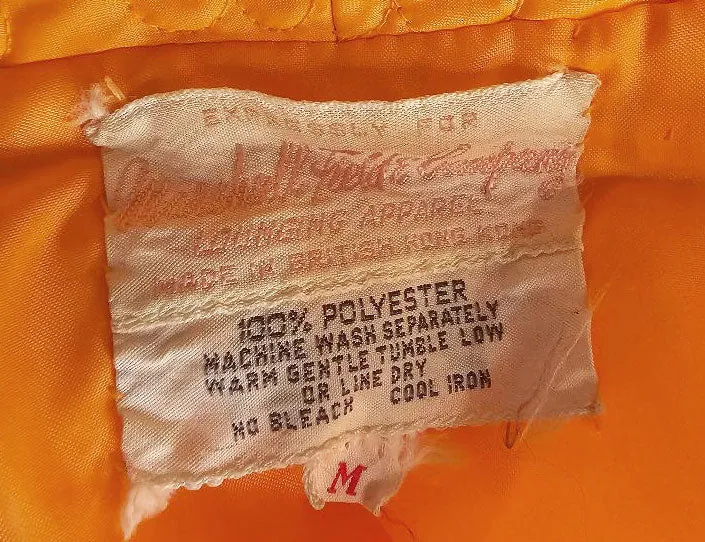 EXPRESSLY FOR
Marshall Field & Company
LOUNGING APPAREL
MADE IN BRITISH HONG KONG
100% POLYESTER
MACHINE WASH SEPARATELY
WARM GENTLE TUMBLE LOW
OR LINE DRY
NO BLEACH COOL IRON
M